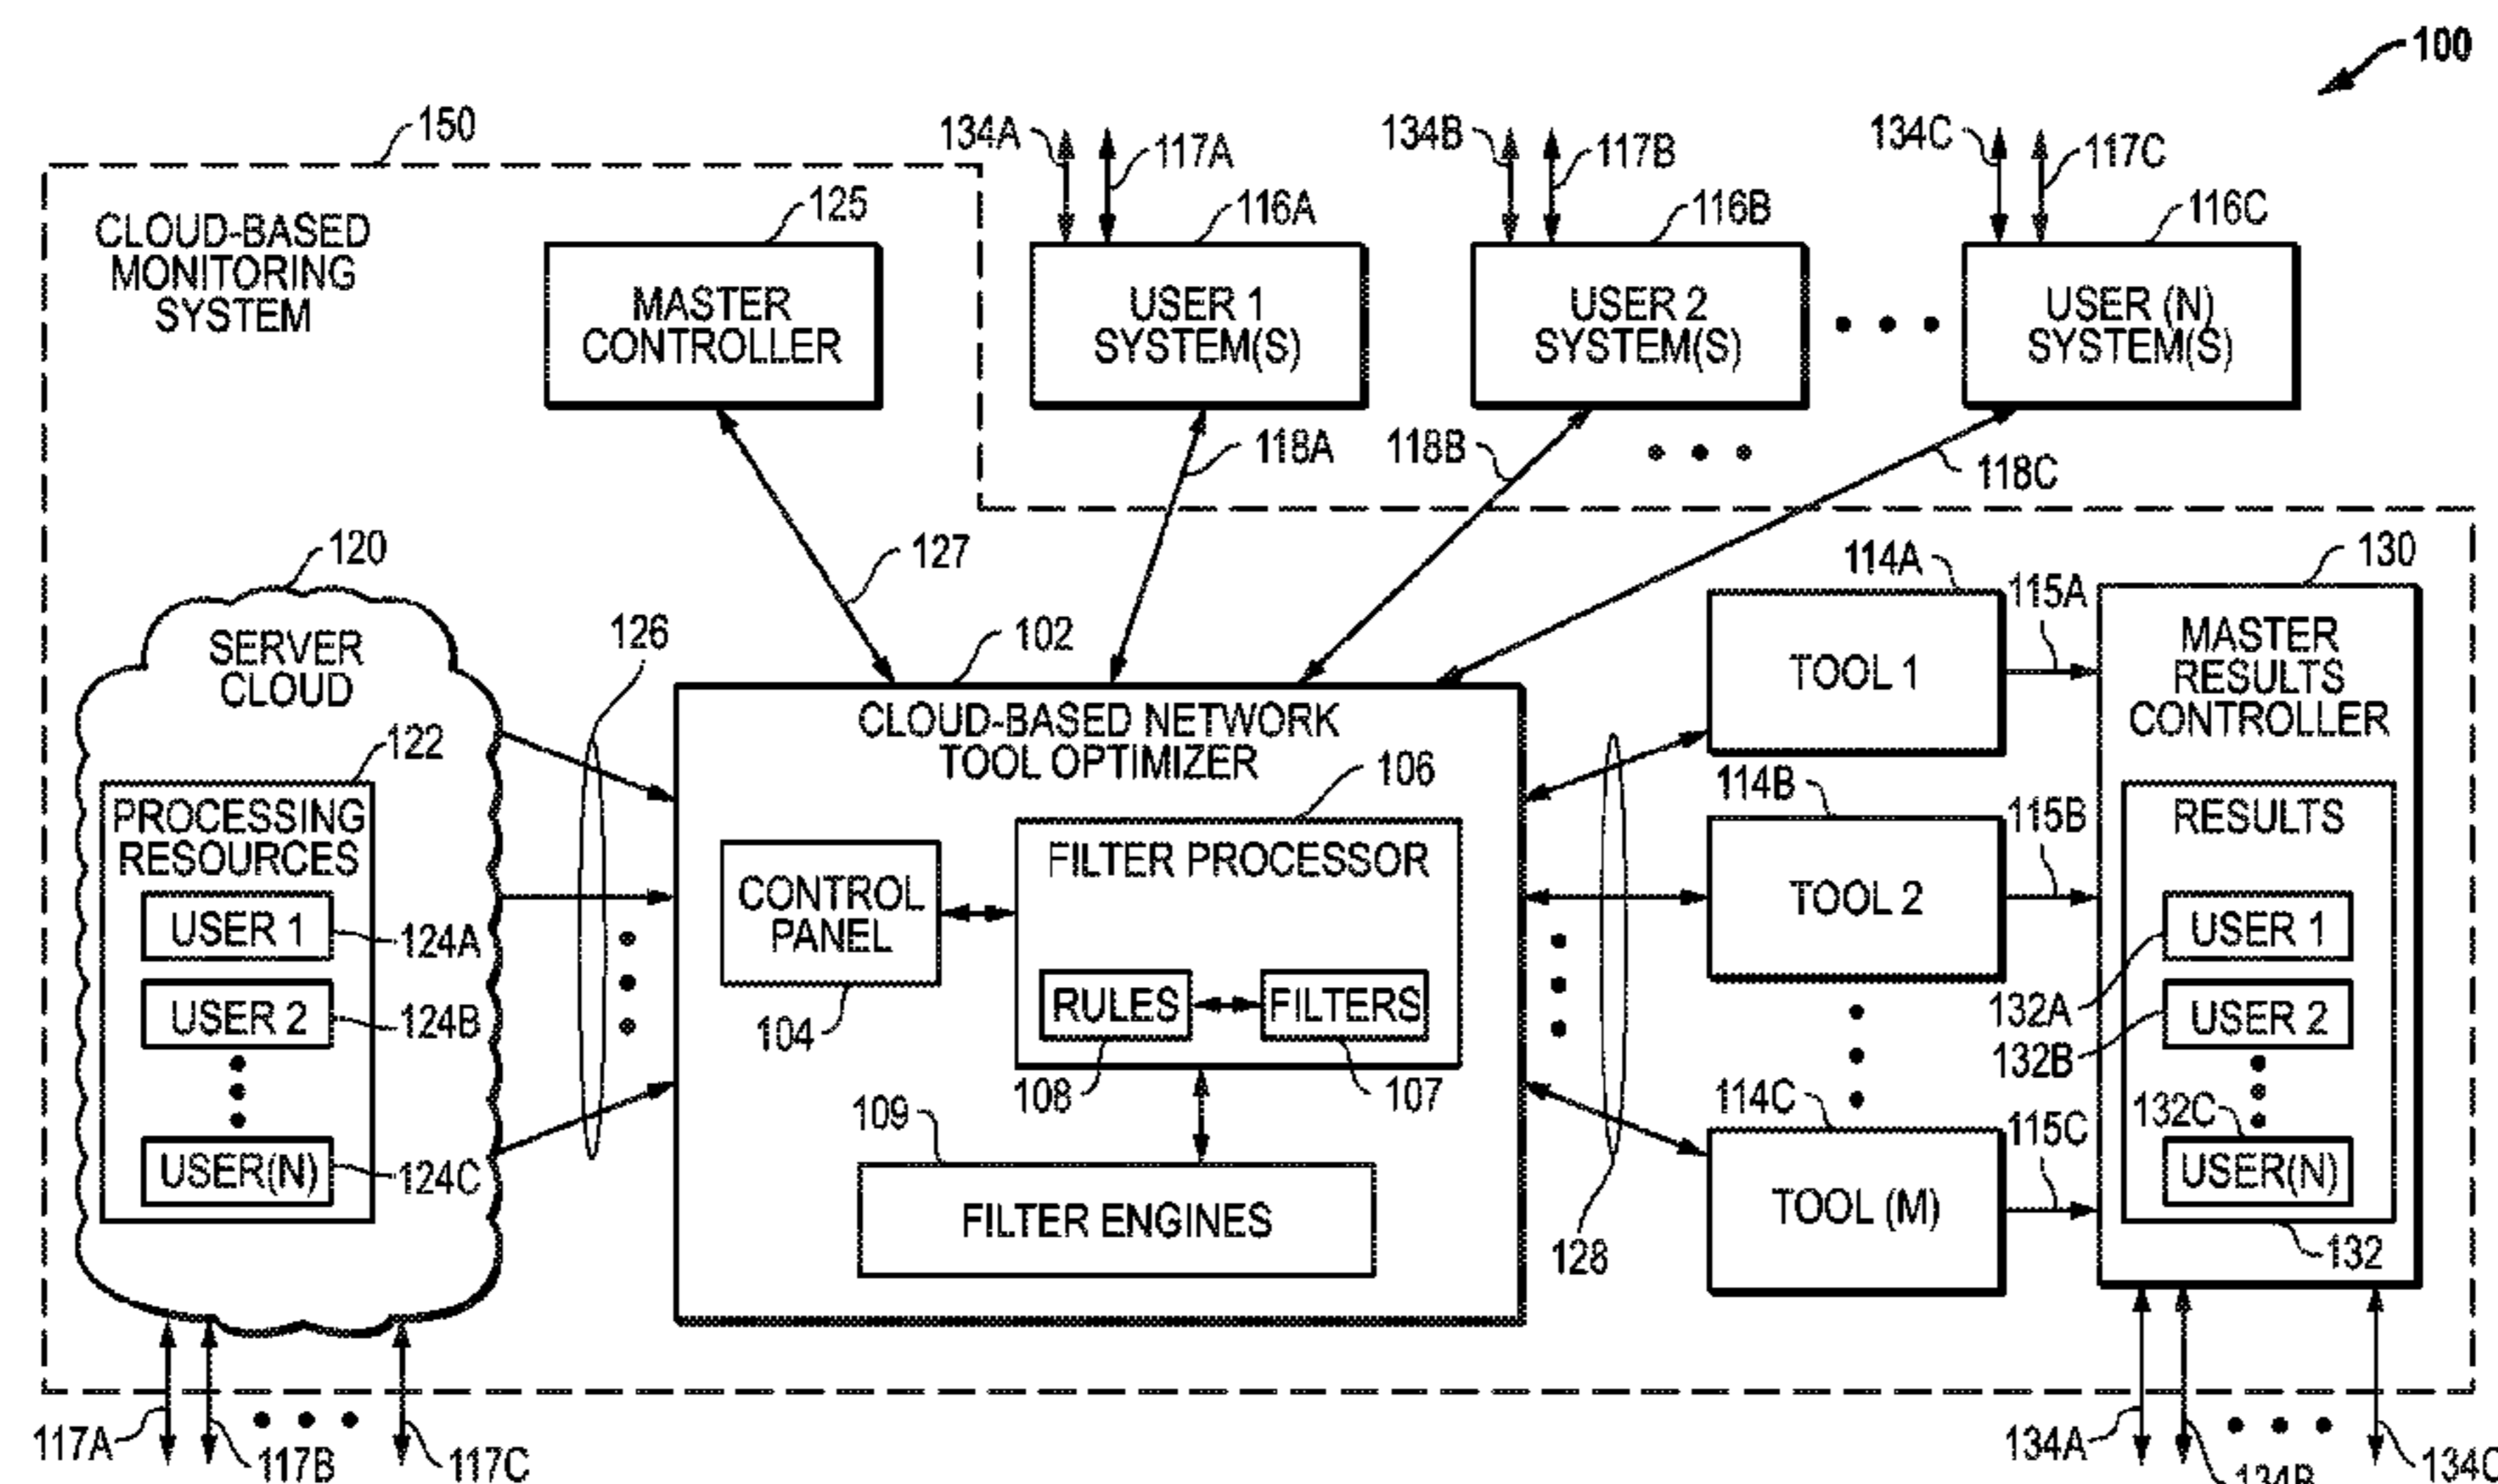 100
150
134A
117A
134B
117B
134C
117C
CLOUD-BASED
MONITORING
SYSTEM
125
116A
116B
116C
MASTER
CONTROLLER
USER 1
SYSTEM(S)
USER 2
SYSTEM(S)
USER (N)
SYSTEM(S)
118A
118B
118C
127
120
SERVER
CLOUD
126
102
114A
115A
130
TOOL 1
MASTER
RESULTS
CONTROLLER
122
CLOUD-BASED NETWORK
TOOL OPTIMIZER
106
114B
115B
PROCESSING
RESOURCES
USER 1
124A
USER 2
124B
USER(N)
124C
CONTROL
PANEL
104
FILTER PROCESSOR
RULES
FILTERS
108
107
109
FILTER ENGINES
TOOL 2
RESULTS
USER 1
132A
USER 2
132B
132C
USER(N)
132
114C
115C
TOOL (M)
128
117A
117B
117C
134A
134B
134C